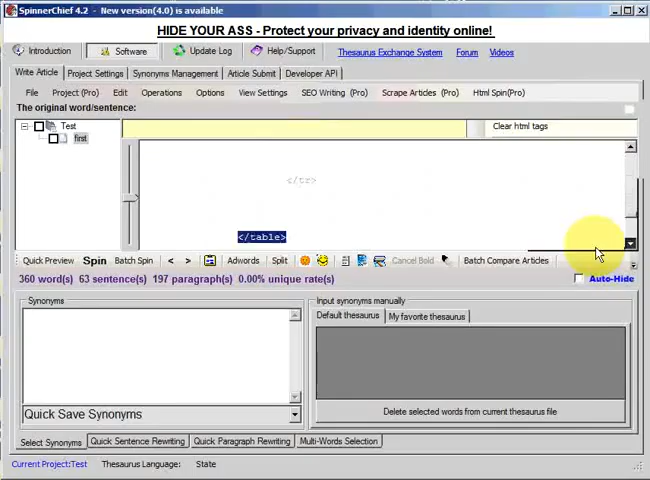 SpinnerChief 4.2 - New version(4.0) is available
HIDE YOUR ASS - Protect your privacy and identity online!
Introduction Software Update Log Help/Support Thesaurus Exchange System Forum Videos
Write Article Project Settings Synonyms Management Article Submit Developer API
File Project (Pro) Edit Operations Options View Settings SEO Writing (Pro) Scrape Articles (Pro) Html Spin(Pro)
The original word/sentence:
Test
Clear html tags
first
</tr>
</table>
Quick Preview Spin Batch Spin < > Adwords Split Cancel Bold Batch Compare Articles
360 word(s) 63 sentence(s) 197 paragraph(s) 0.00% unique rate(s) Auto-Hide
Synonyms Input synonyms manually
Default thesaurus My favorite thesaurus
Quick Save Synonyms
Delete selected words from current thesaurus file
Select Synonyms Quick Sentence Rewriting Quick Paragraph Rewriting Multi-Words Selection
Current Project:Test Thesaurus Language: State